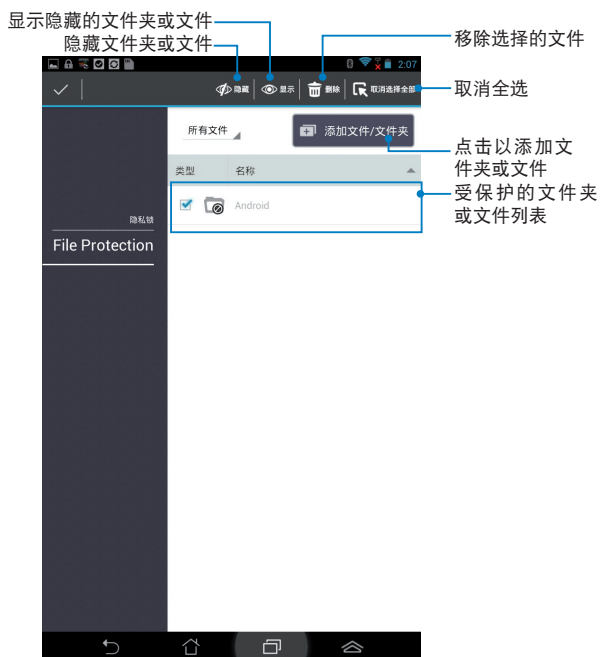 显示隐藏的文件夹或文件
隐藏文件夹或文件
移除选择的文件
2:07
隐藏
显示
删除
取消选择全部
取消全选
所有文件
添加文件/文件夹
点击以添加文
件夹或文件
类型
名称
受保护的文件夹
或文件列表
Android
隐私锁
File Protection